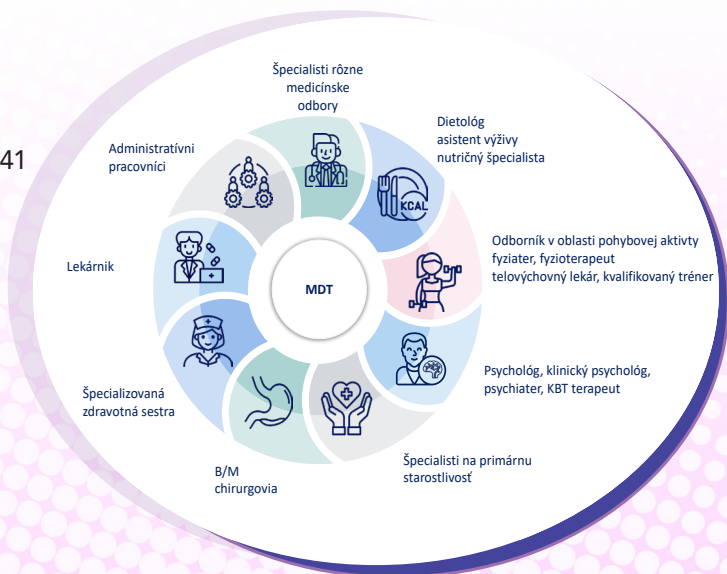 41
Špecialisti rôzne
medicínske
odbory
Dietológ
asistent výživy
nutričný špecialista
KCAL
Odborník v oblasti pohybovej aktivty
fyziater, fyzioterapeut
telovýchovný lekár, kvalifikovaný tréner
Psychológ, klinický psychológ,
psychiater, KBT terapeut
Špecialisti na primárnu
starostlivosť
B/M
chirurgovia
Špecializovaná
zdravotná sestra
Lekárnik
Administratívni
pracovníci
MDT